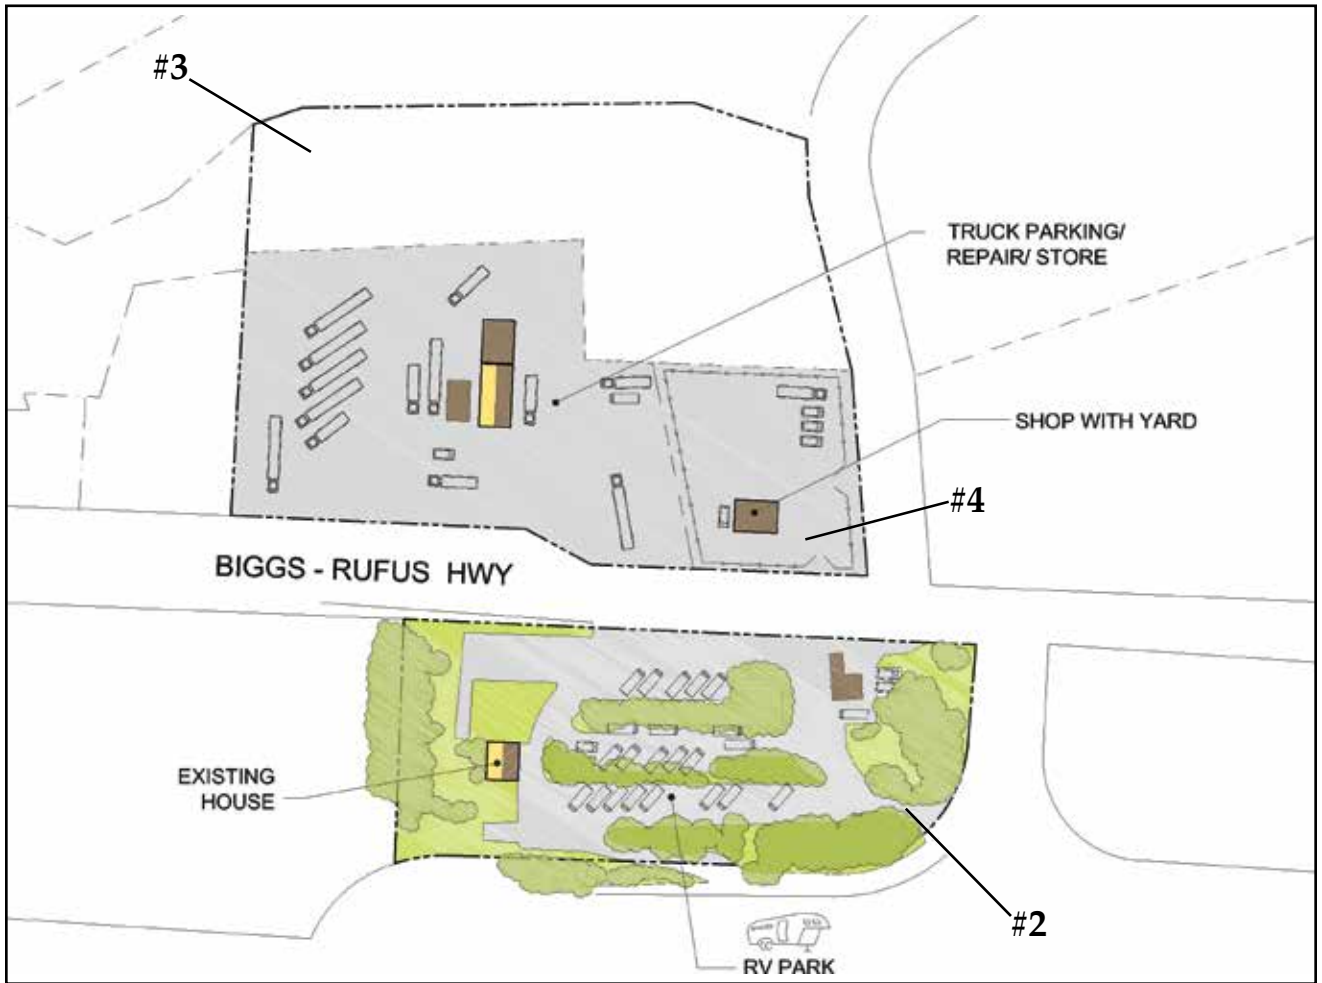 #3
TRUCK PARKING/
REPAIR/ STORE
SHOP WITH YARD
#4
BIGGS - RUFUS HWY
EXISTING
HOUSE
#2
RV PARK